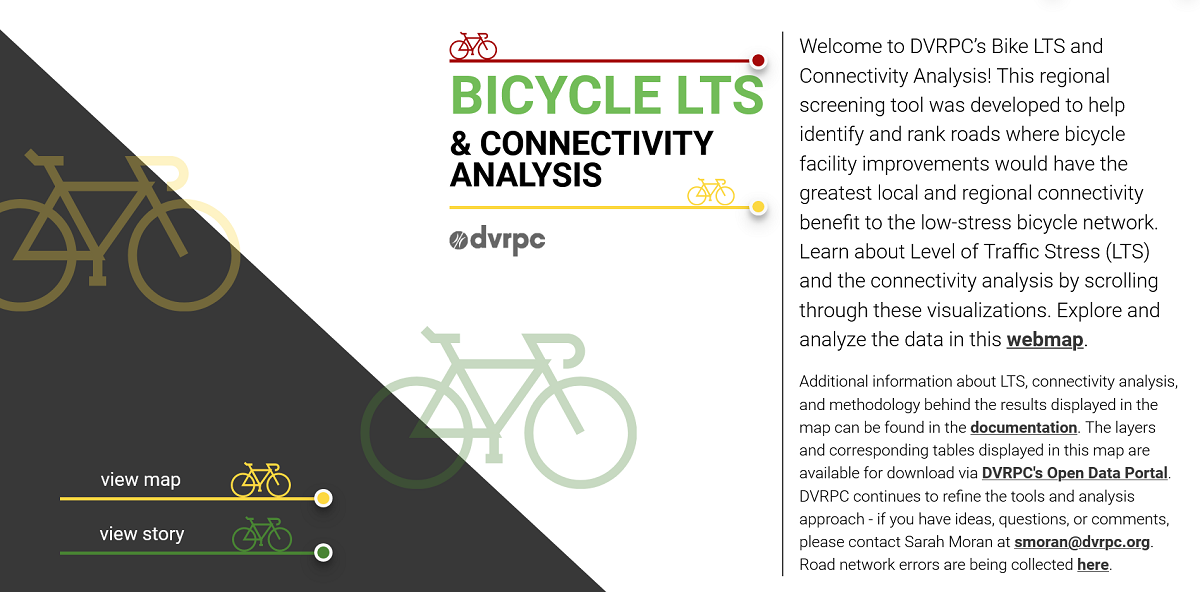 BICYCLE LTS
& CONNECTIVITY
ANALYSIS
dvrpc
view map
view story
Welcome to DVRPC’s Bike LTS and
Connectivity Analysis! This regional
screening tool was developed to help
identify and rank roads where bicycle
facility improvements would have the
greatest local and regional connectivity
benefit to the low-stress bicycle network.
Learn about Level of Traffic Stress (LTS)
and the connectivity analysis by scrolling
through these visualizations. Explore and
analyze the data in this webmap.
Additional information about LTS, connectivity analysis,
and methodology behind the results displayed in the
map can be found in the documentation. The layers
and corresponding tables displayed in this map are
available for download via DVRPC's Open Data Portal.
DVRPC continues to refine the tools and analysis
approach - if you have ideas, questions, or comments,
please contact Sarah Moran at smoran@dvrpc.org.
Road network errors are being collected here.